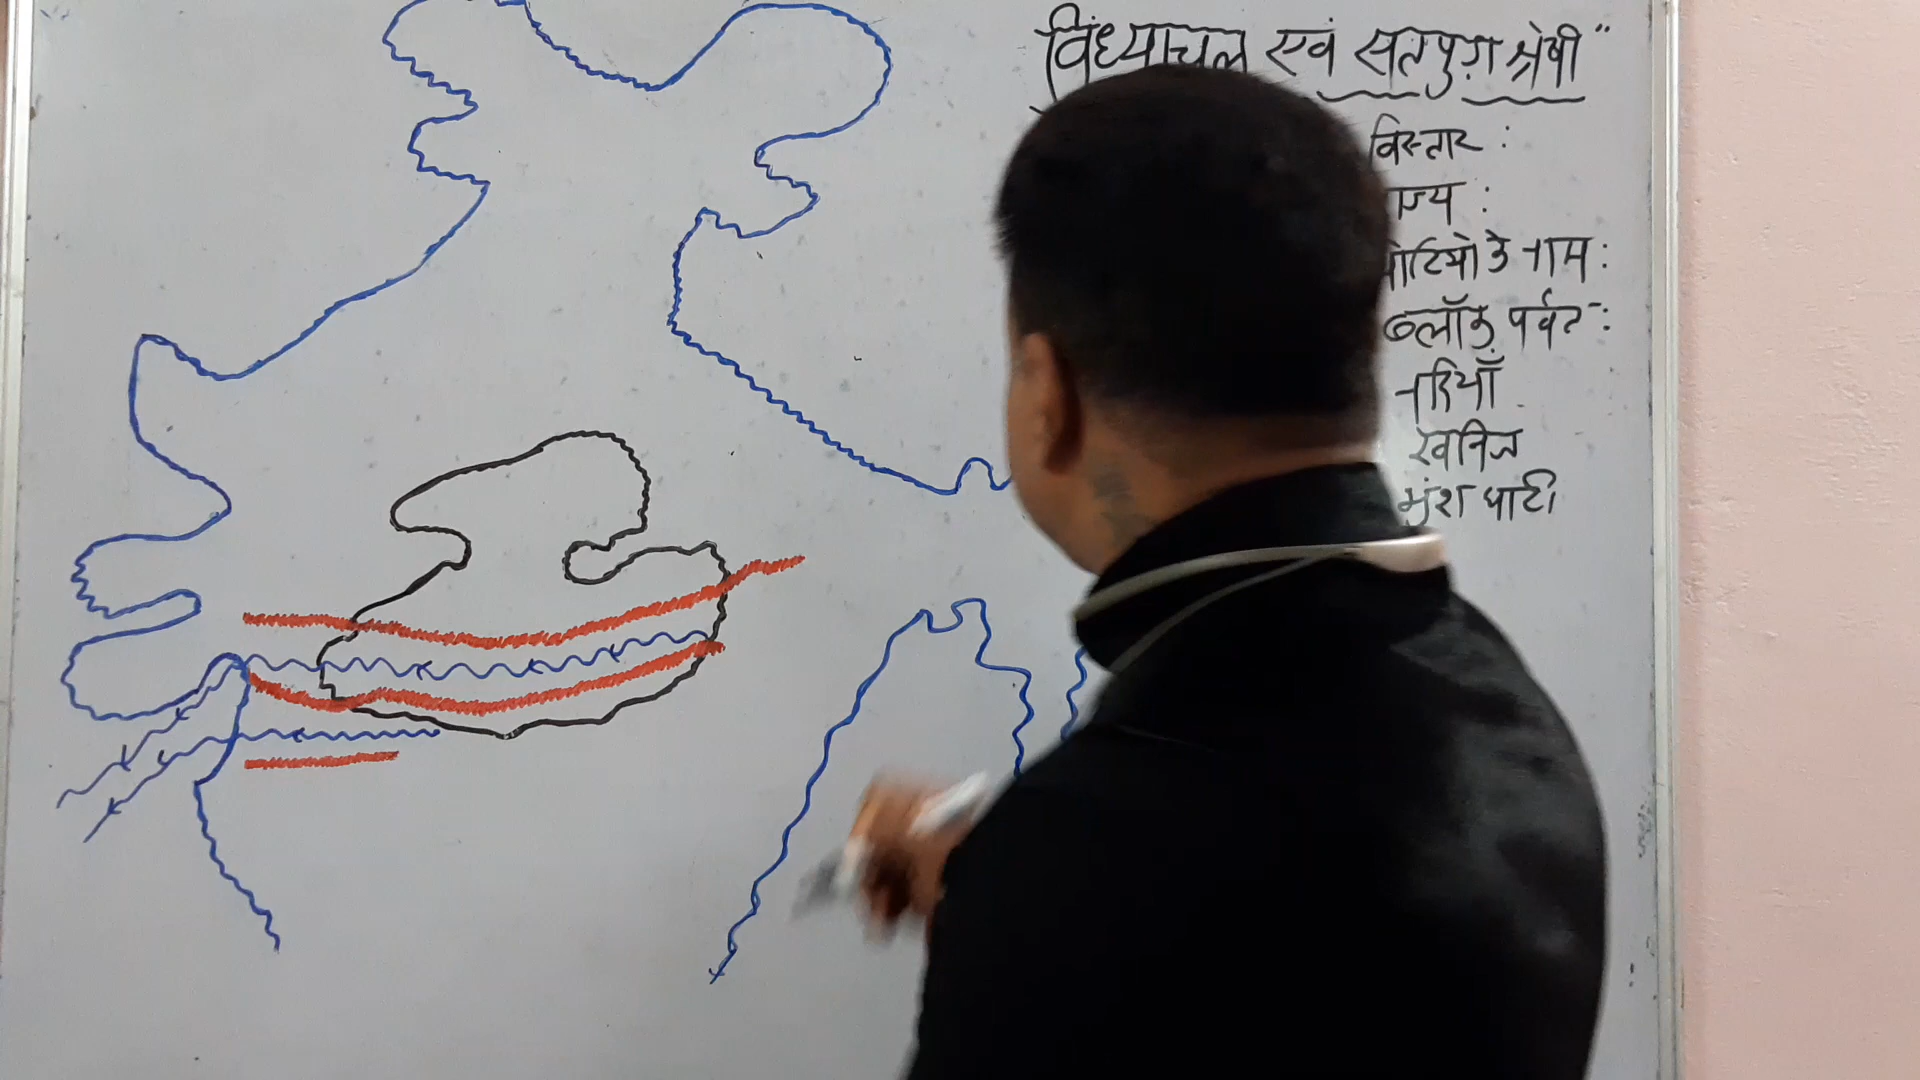 विंध्याचल एवं सतपुड़ा श्रेणी"
विस्तार :
ाज्य :
ोटियो के नाम :
ब्लॉक पर्वत :
नदियाँ
खनिज
भ्रंश घाटी